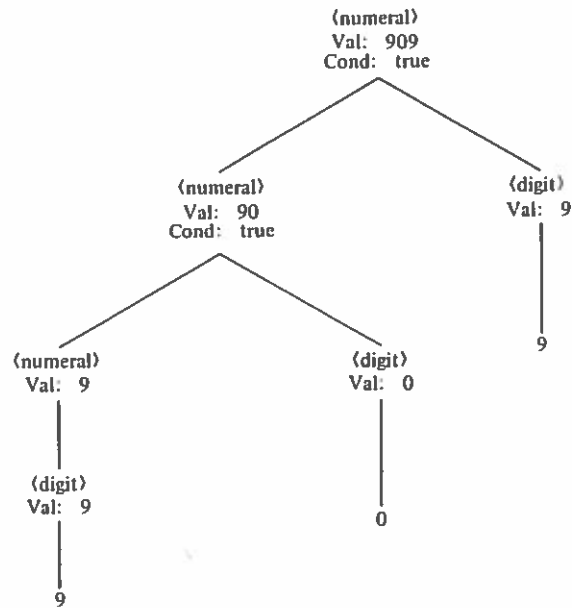 ⟨numeral⟩
Val: 909
Cond: true
⟨numeral⟩
Val: 90
Cond: true
⟨digit⟩
Val: 9
9
⟨numeral⟩
Val: 9
⟨digit⟩
Val: 0
⟨digit⟩
Val: 9
0
9